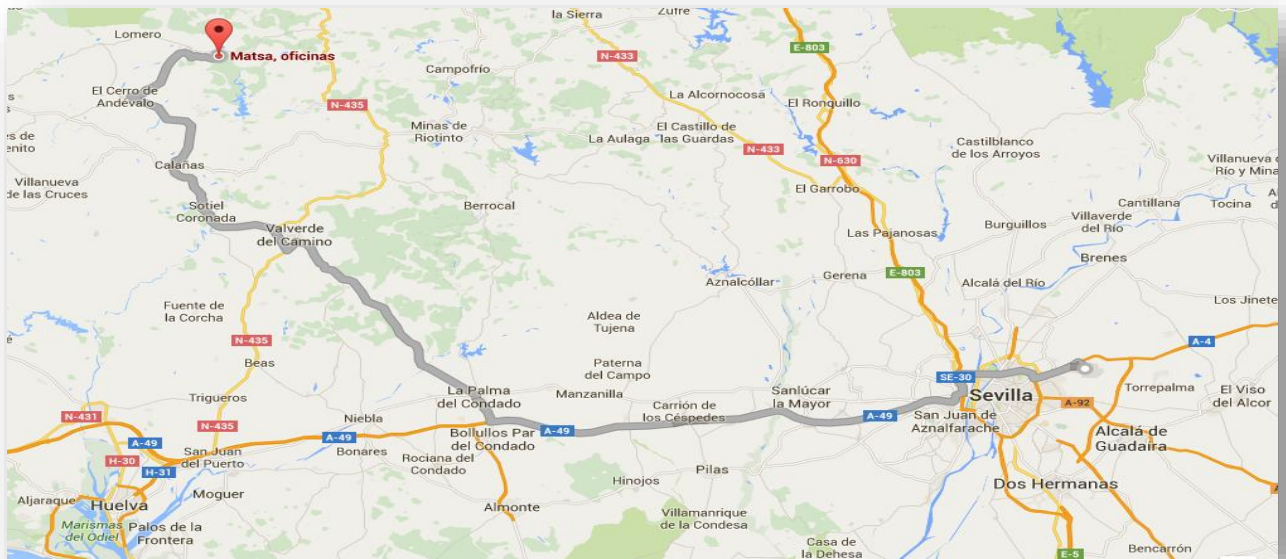 la Sierra
Zufre
Lomero
Matsa, oficinas
E-803
N-433
Campofrío
El Cerro de
Andévalo
La Alcornocosa
El Ronquillo
N-435
Minas de
Riotinto
La Aulaga
El Castillo de
las Guardas
N-433
Castilblanco
de los Arroyos
N-630
Calañas
Villanueva
Río y Mina
Villanueva
de las Cruces
El Garrobo
Sotiel
Coronada
Berrocal
Cantillana
Tocina
Valverde
del Camino
Burguillos
Villaverde
del Río
Las Pajanosas
Brenes
E-803
Gerena
Aznalcóllar
Alcalá del Río
Fuente de
la Corcha
Los Jinete
Aldea de
Tujena
N-435
A-4
Beas
Paterna
del Campo
SE-30
La Palma
del Condado
Manzanilla
Sanlúcar
la Mayor
Sevilla
Torrepalma
El Viso
del Alcor
Trigueros
Carrión de
los Céspedes
A-92
N-431
N-435
Niebla
A-49
San Juan de
Aznalfarache
A-49
A-49
A-49
Bollullos Par
del Condado
Alcalá de
Guadaira
San Juan
del Puerto
Bonares
Rociana del
Condado
H-30
H-31
Pilas
Hinojos
Dos Hermanas
Moguer
Aljaraque
Huelva
Almonte
Villamanrique
de la Condesa
Marismas
del Odiel
Palos de la
Frontera
Casa de
la Dehesa
E-5
Bencarrón